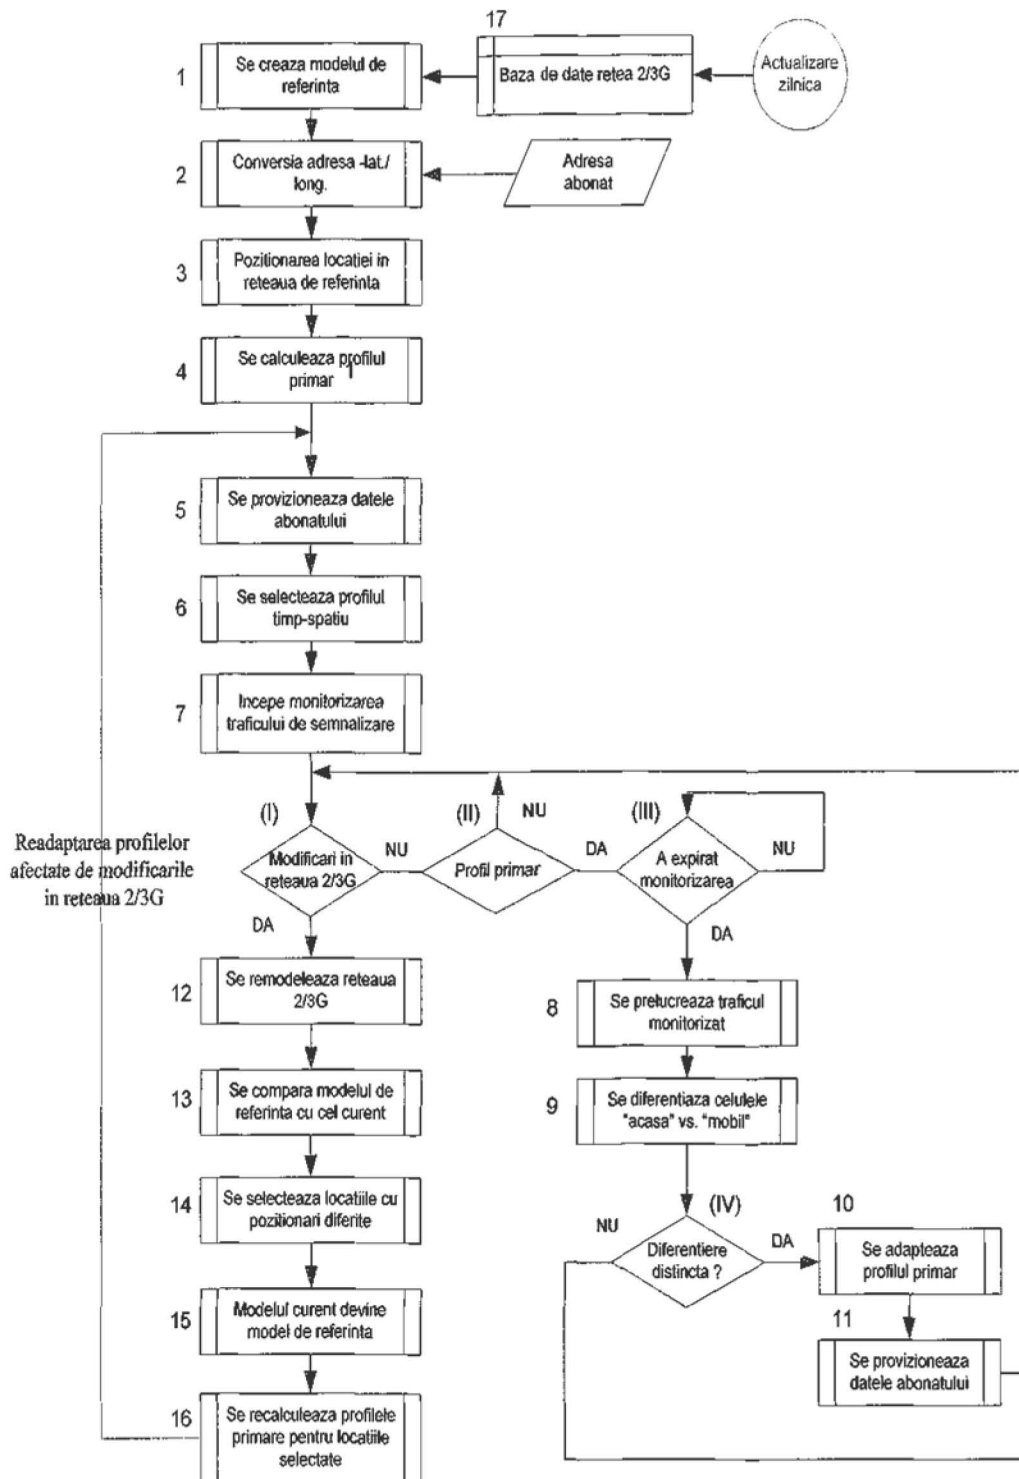 17
1
Se creaza modelul de
referinta
Baza de date retea 2/3G
Actualizare
zilnica
2
Conversia adresa -lat./
long.
Adresa
abonat
3
Pozitionarea locatiei in
reteaua de referinta
4
Se calculeaza profilul
primar
5
Se provizioneaza datele
abonatului
6
Se selecteaza profilul
timp-spatiu
7
Incepe monitorizarea
traficului de semnalizare
Readaptarea profilelor
afectate de modificarile
in reteaua 2/3G
(I)
Modificari in
reteaua 2/3G
NU
DA
(II)
NU
Profil primar
DA
(III)
A expirat
monitorizarea
NU
DA
12
Se remodeleaza reteaua
2/3G
8
Se prelucreaza traficul
monitorizat
13
Se compara modelul de
referinta cu cel curent
9
Se diferentiaza celulele
"acasa" vs. "mobil"
14
Se selecteaza locatiile cu
pozitionari diferite
NU
(IV)
Diferentiere
distincta ?
DA
10
Se adapteaza
profilul primar
15
Modelul curent devine
model de referinta
11
Se provizioneaza
datele abonatului
16
Se recalculeaza profilele
primare pentru locatiile
selectate